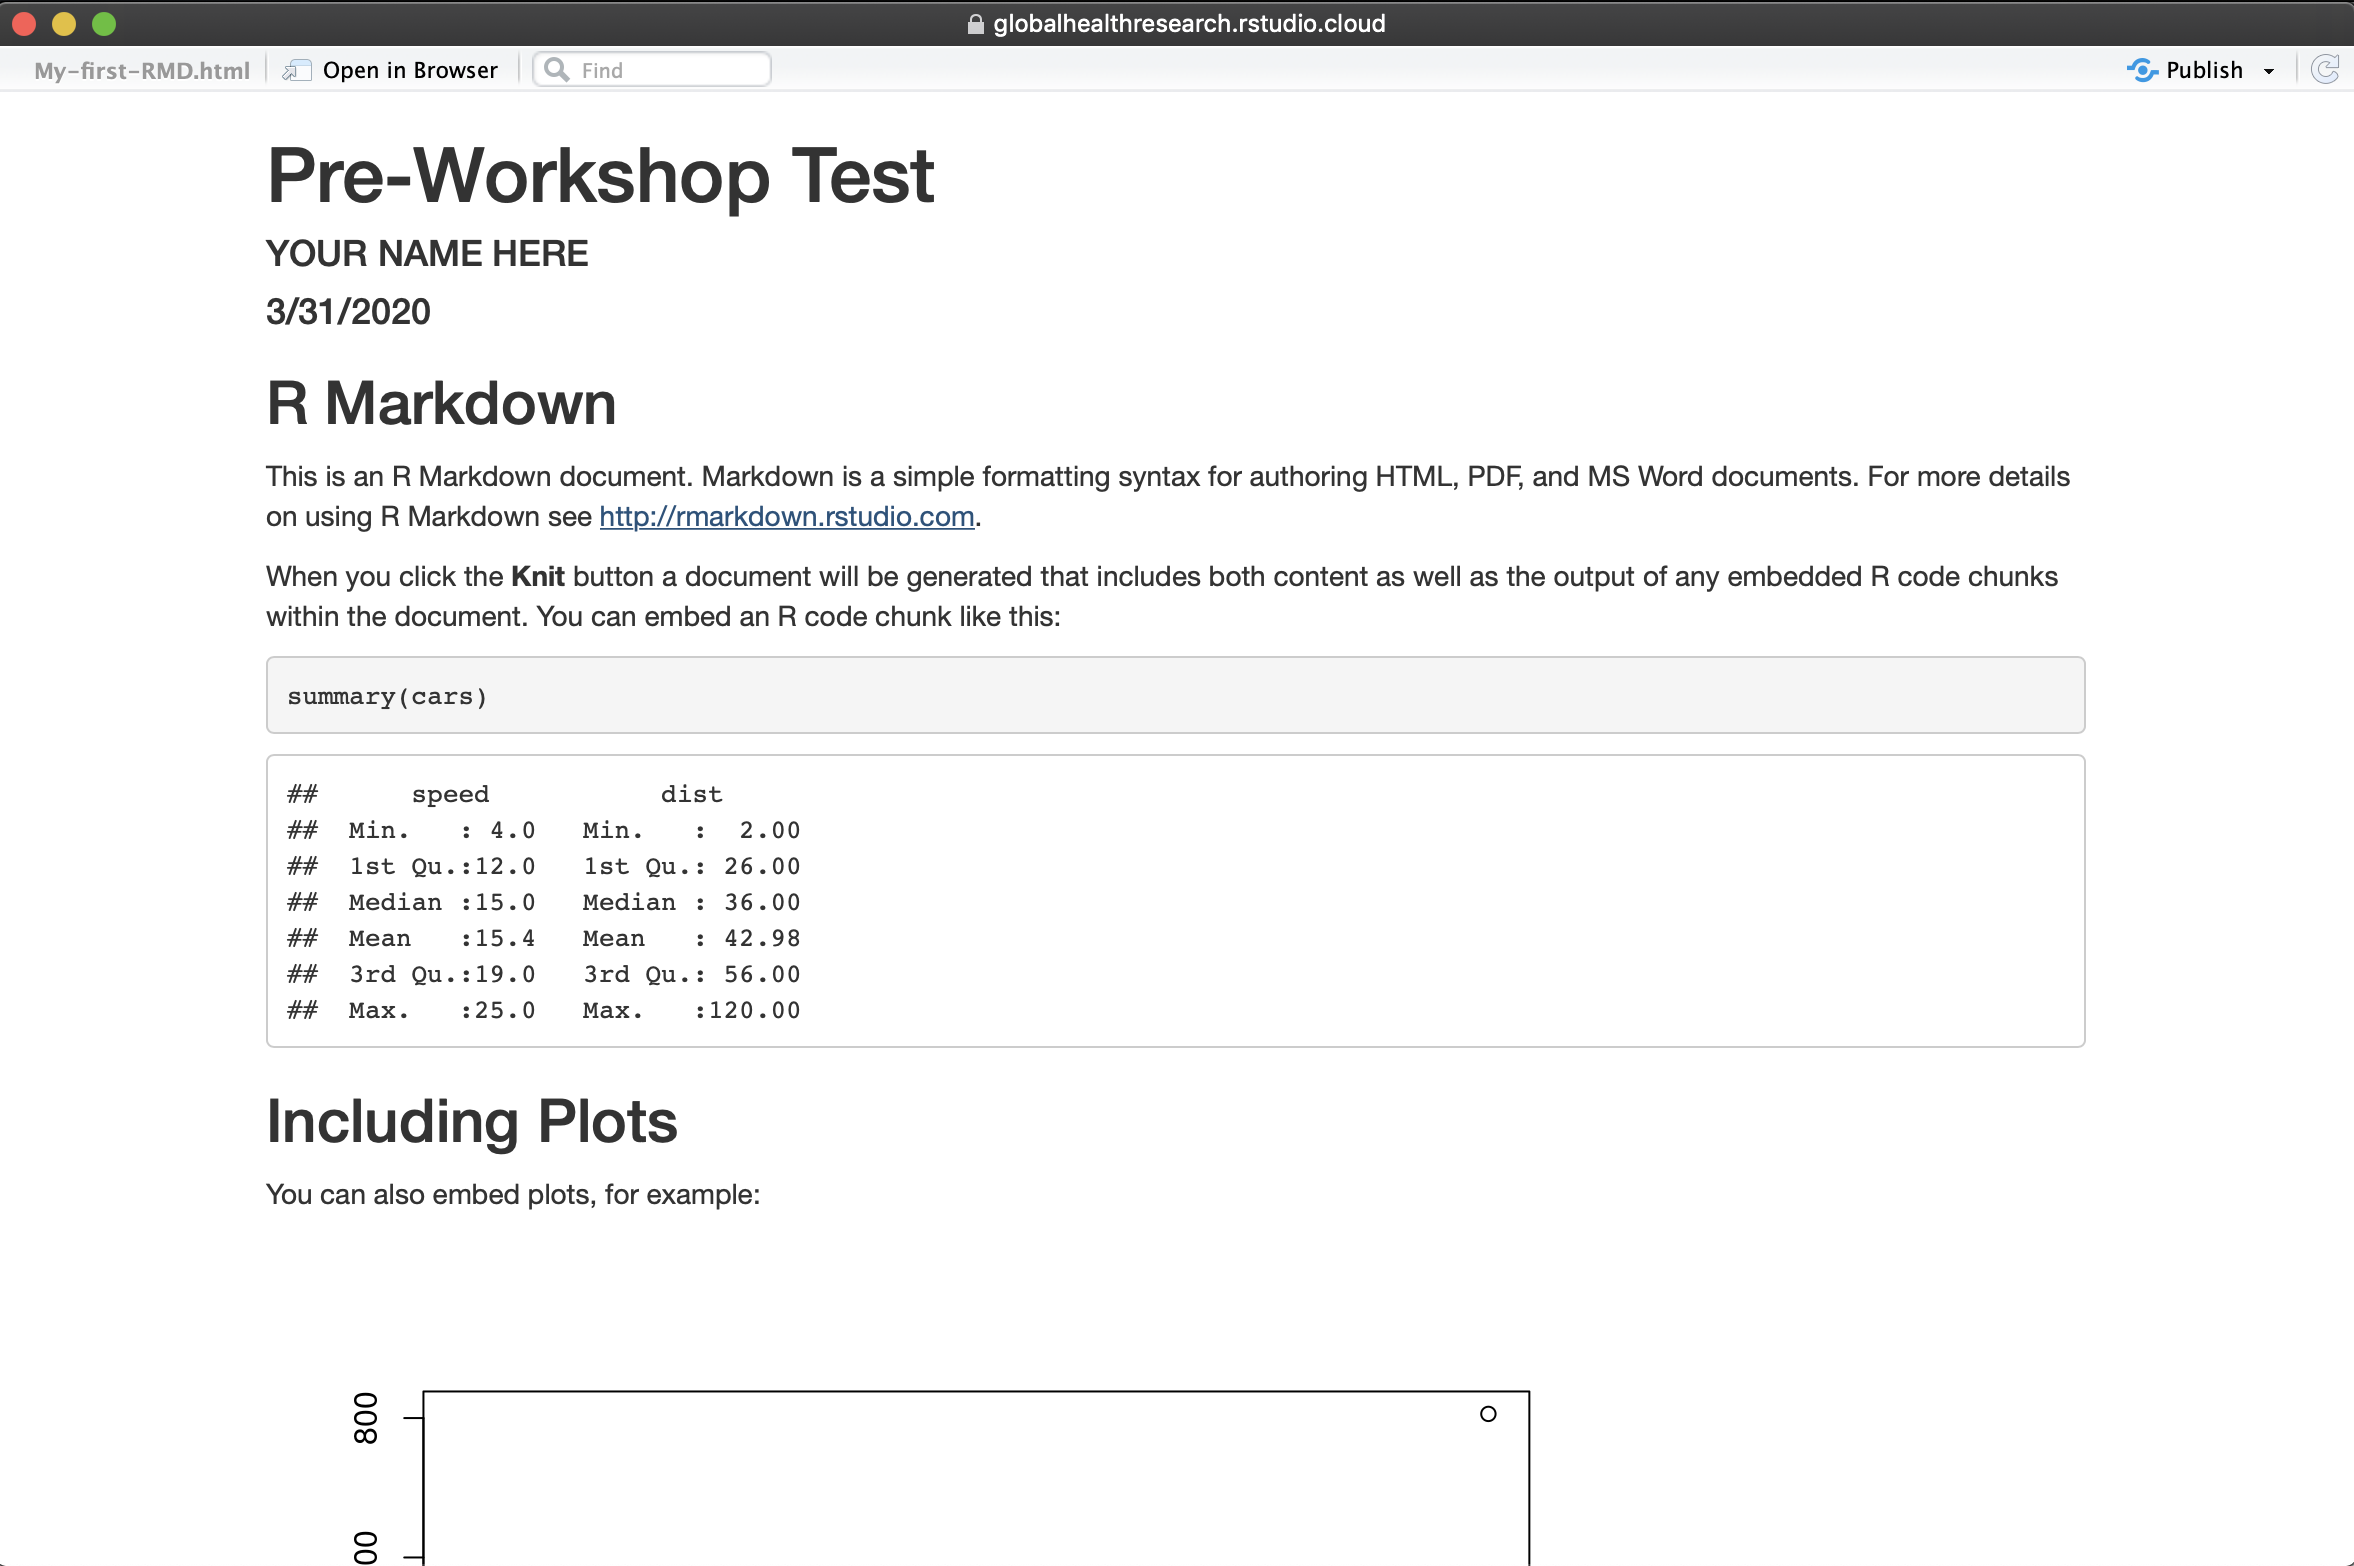 globalhealthresearch.rstudio.cloud
My-first-RMD.html Open in Browser Find Publish
Pre-Workshop Test
YOUR NAME HERE
3/31/2020
R Markdown
This is an R Markdown document. Markdown is a simple formatting syntax for authoring HTML, PDF, and MS Word documents. For more details
on using R Markdown see http://rmarkdown.rstudio.com.
When you click the Knit button a document will be generated that includes both content as well as the output of any embedded R code chunks
within the document. You can embed an R code chunk like this:
summary(cars)
##      speed           dist
##  Min.   : 4.0   Min.   :  2.00
##  1st Qu.:12.0   1st Qu.: 26.00
##  Median :15.0   Median : 36.00
##  Mean   :15.4   Mean   : 42.98
##  3rd Qu.:19.0   3rd Qu.: 56.00
##  Max.   :25.0   Max.   :120.00
Including Plots
You can also embed plots, for example:
800